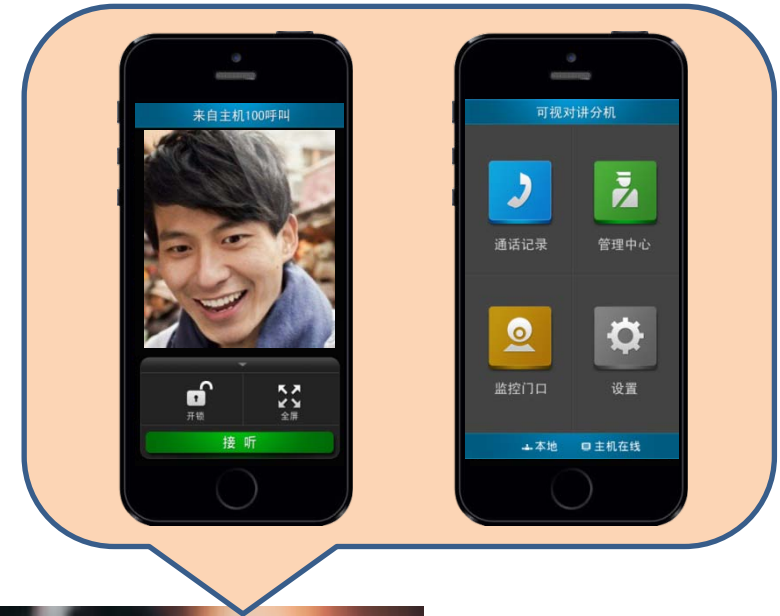 来自主机100呼叫
开锁
全屏
接 听
可视对讲分机
通话记录
管理中心
监控门口
设置
本地
主机在线